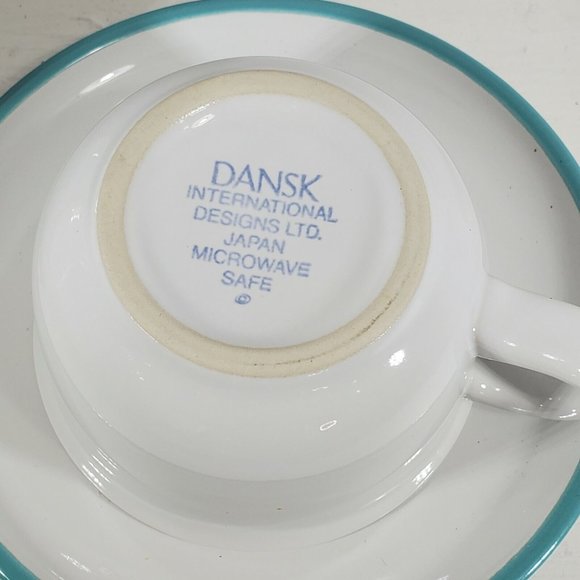 DANSK
INTERNATIONAL
DESIGNS LTD.
JAPAN
MICROWAVE
SAFE
©